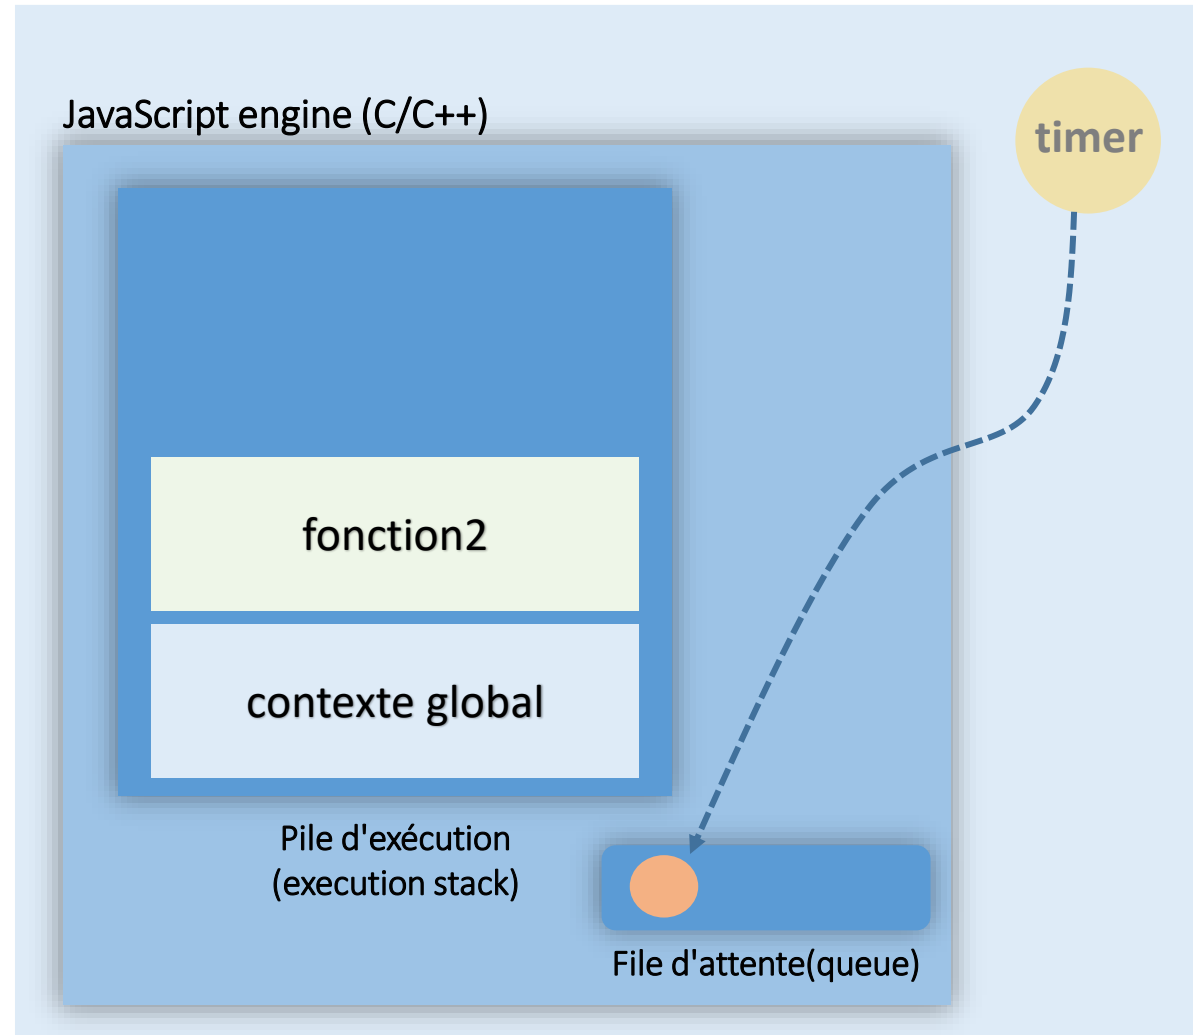 JavaScript engine (C/C++)
timer
fonction2
contexte global
Pile d'exécution
(execution stack)
File d'attente(queue)